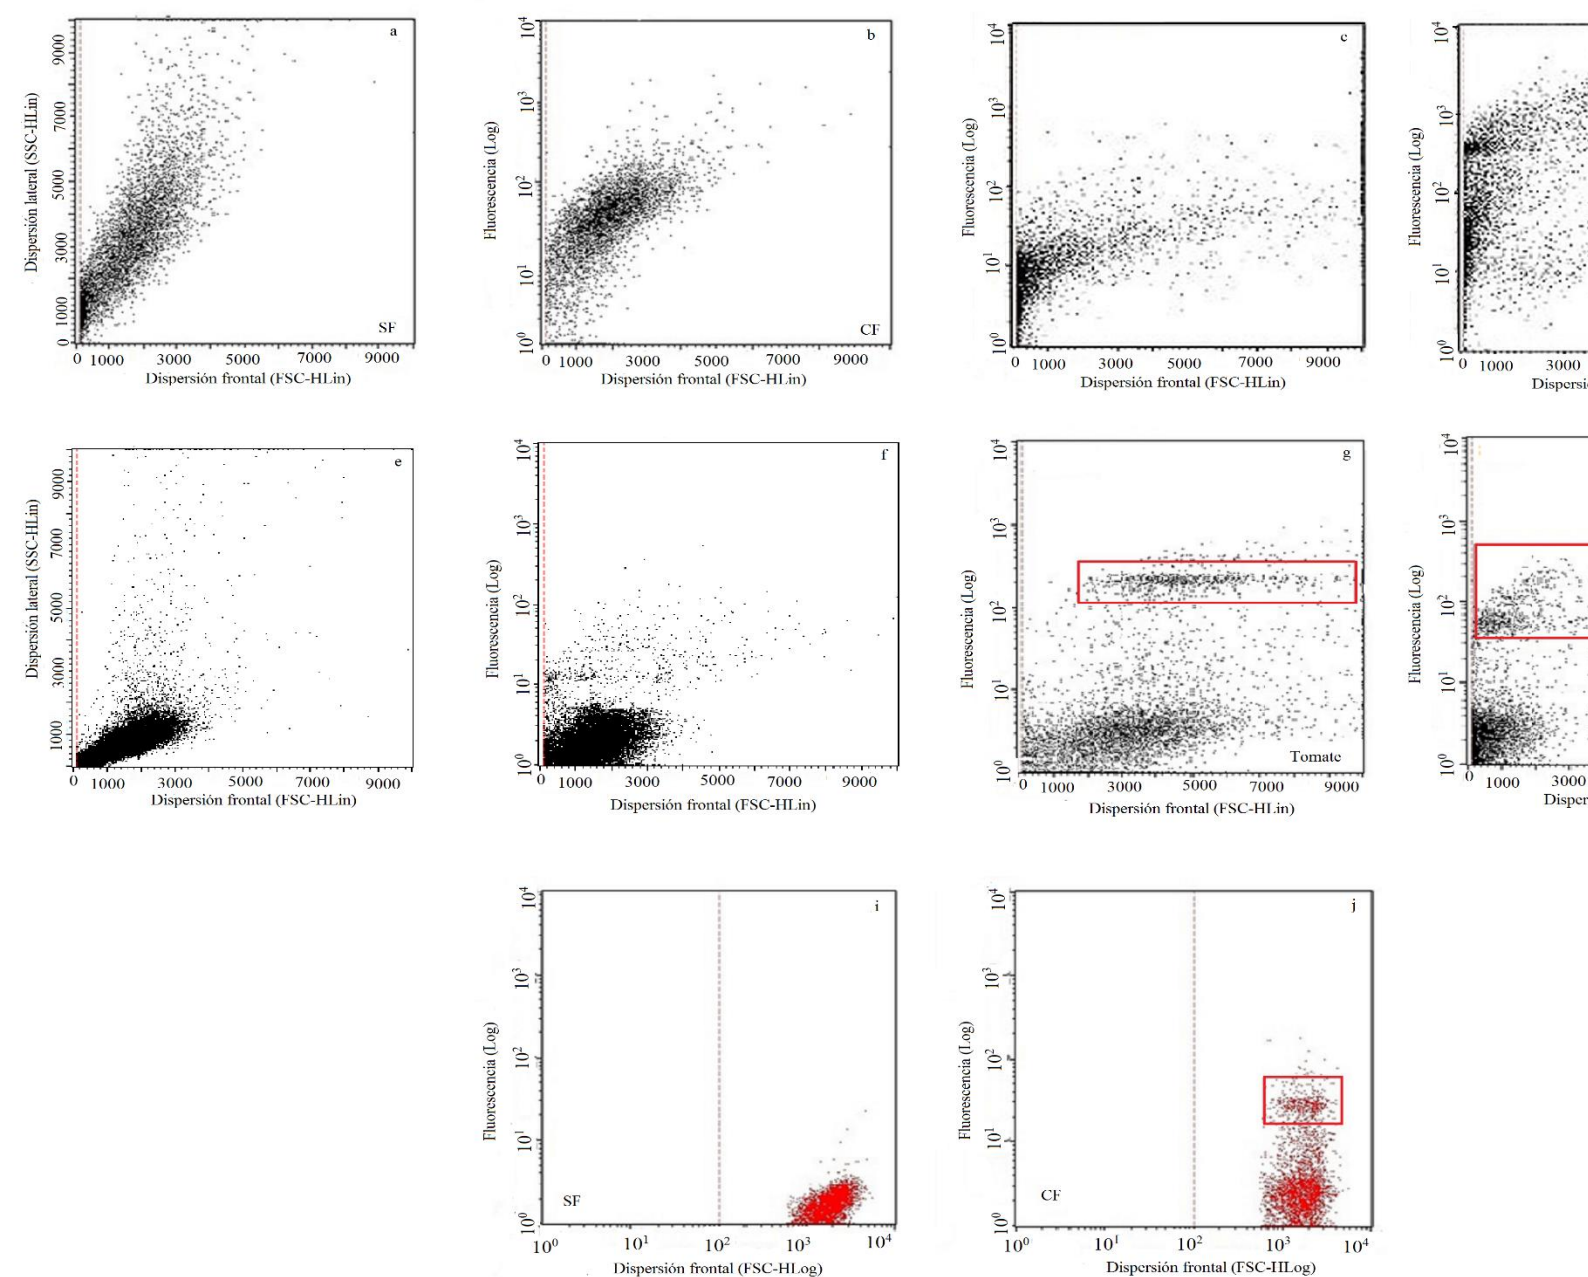 a
b
c
Dispersión lateral (SSC-HLin)
9000
7000
5000
3000
1000
0
SF
0 1000 3000 5000 7000 9000
Dispersión frontal (FSC-HLin)
Fluorescencia (Log)
10⁴
10³
10²
10¹
10⁰
CF
0 1000 3000 5000 7000 9000
Dispersión frontal (FSC-HLin)
Fluorescencia (Log)
10⁴
10³
10²
10¹
10⁰
0 1000 3000 5000 7000 9000
Dispersión frontal (FSC-HLin)
Fluorescencia (Log)
10⁴
10³
10²
10¹
10⁰
0 1000 3000
e
f
g
Dispersión lateral (SSC-HLin)
9000
7000
5000
3000
1000
0 1000 3000 5000 7000 9000
Dispersión frontal (FSC-HLin)
Fluorescencia (Log)
10⁴
10³
10²
10¹
10⁰
0 1000 3000 5000 7000 9000
Dispersión frontal (FSC-HLin)
Fluorescencia (Log)
10⁴
10³
10²
10¹
10⁰
Tomate
0 1000 3000 5000 7000 9000
Dispersión frontal (FSC-HLin)
Fluorescencia (Log)
10⁴
10³
10²
10¹
10⁰
0 1000 3000
i
j
Fluorescencia (Log)
10⁴
10³
10²
10¹
10⁰
SF
10⁰ 10¹ 10² 10³ 10⁴
Dispersión frontal (FSC-HLog)
Fluorescencia (Log)
10⁴
10³
10²
10¹
10⁰
CF
10⁰ 10¹ 10² 10³ 10⁴
Dispersión frontal (FSC-HLog)